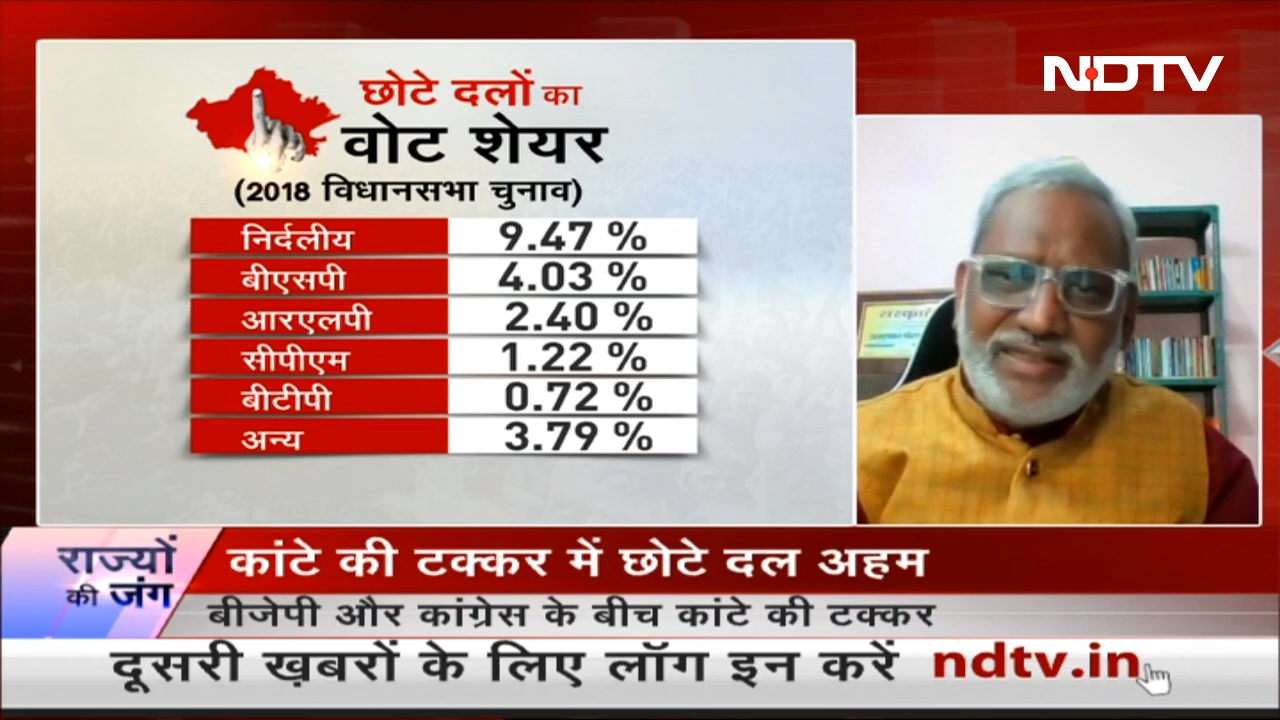 छोटे दलों का
वोट शेयर
(2018 विधानसभा चुनाव)
निर्दलीय 9.47 %
बीएसपी 4.03 %
आरएलपी 2.40 %
सीपीएम 1.22 %
बीटीपी 0.72 %
अन्य 3.79 %
NDTV
राज्यों
की जंग
कांटे की टक्कर में छोटे दल अहम
बीजेपी और कांग्रेस के बीच कांटे की टक्कर
दूसरी ख़बरों के लिए लॉग इन करें ndtv.in